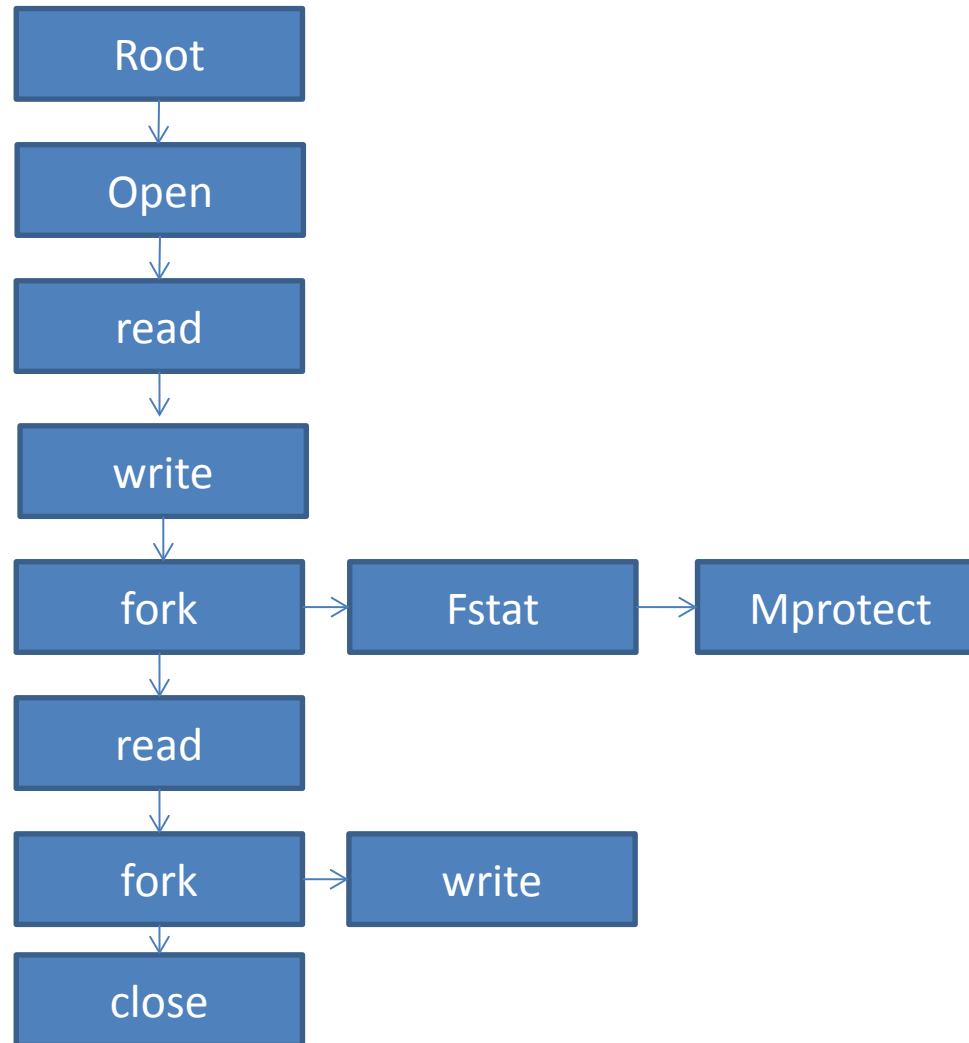 Root
Open
read
write
fork
Fstat
Mprotect
read
fork
write
close